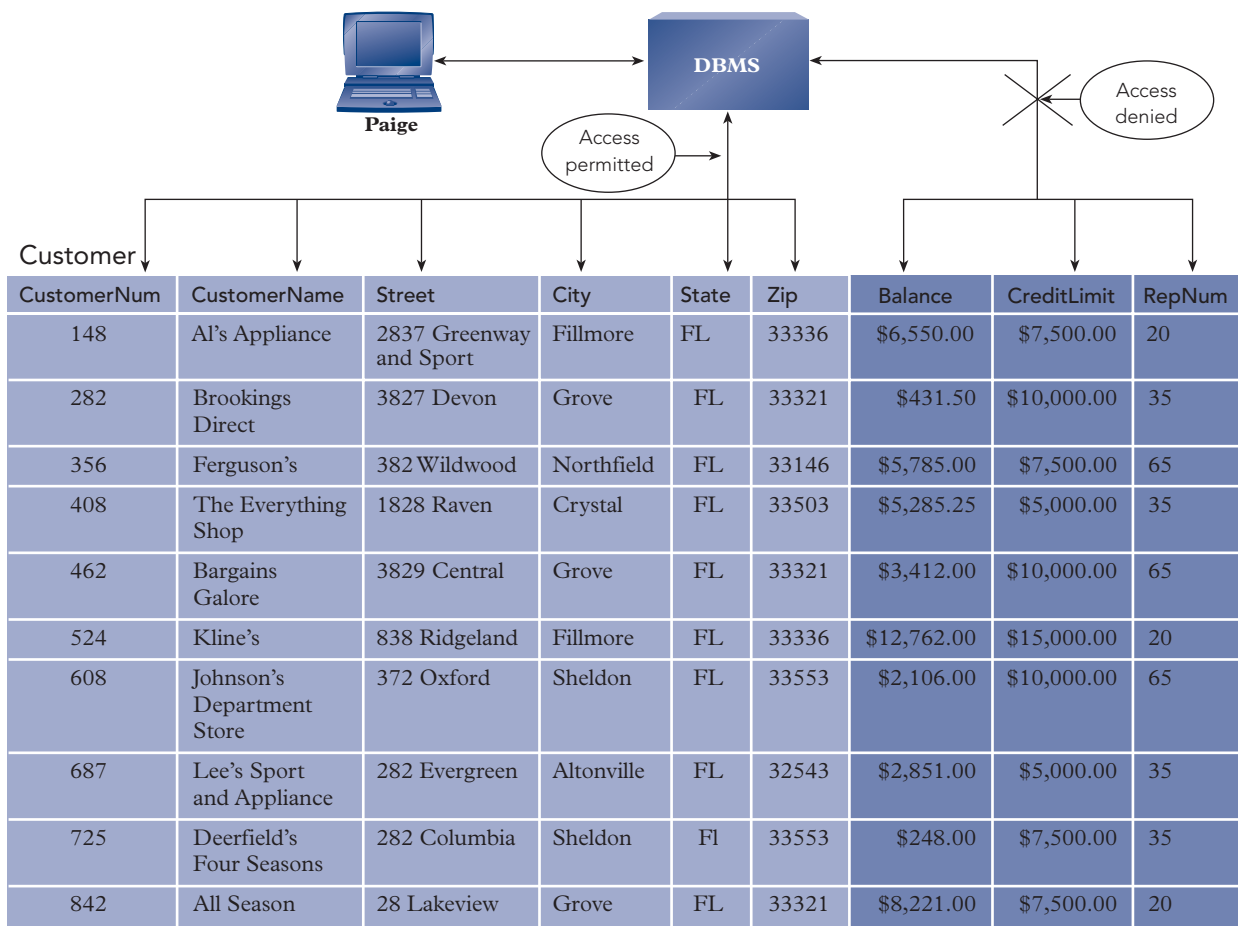 DBMS
Paige
Access
permitted
Access
denied
Customer
CustomerNum CustomerName Street City State Zip Balance CreditLimit RepNum
148 Al's Appliance 2837 Greenway Fillmore FL 33336 $6,550.00 $7,500.00 20
and Sport
282 Brookings 3827 Devon Grove FL 33321 $431.50 $10,000.00 35
Direct
356 Ferguson's 382 Wildwood Northfield FL 33146 $5,785.00 $7,500.00 65
408 The Everything 1828 Raven Crystal FL 33503 $5,285.25 $5,000.00 35
Shop
462 Bargains 3829 Central Grove FL 33321 $3,412.00 $10,000.00 65
Galore
524 Kline's 838 Ridgeland Fillmore FL 33336 $12,762.00 $15,000.00 20
608 Johnson's 372 Oxford Sheldon FL 33553 $2,106.00 $10,000.00 65
Department
Store
687 Lee's Sport 282 Evergreen Altonville FL 32543 $2,851.00 $5,000.00 35
and Appliance
725 Deerfield's 282 Columbia Sheldon Fl 33553 $248.00 $7,500.00 35
Four Seasons
842 All Season 28 Lakeview Grove FL 33321 $8,221.00 $7,500.00 20